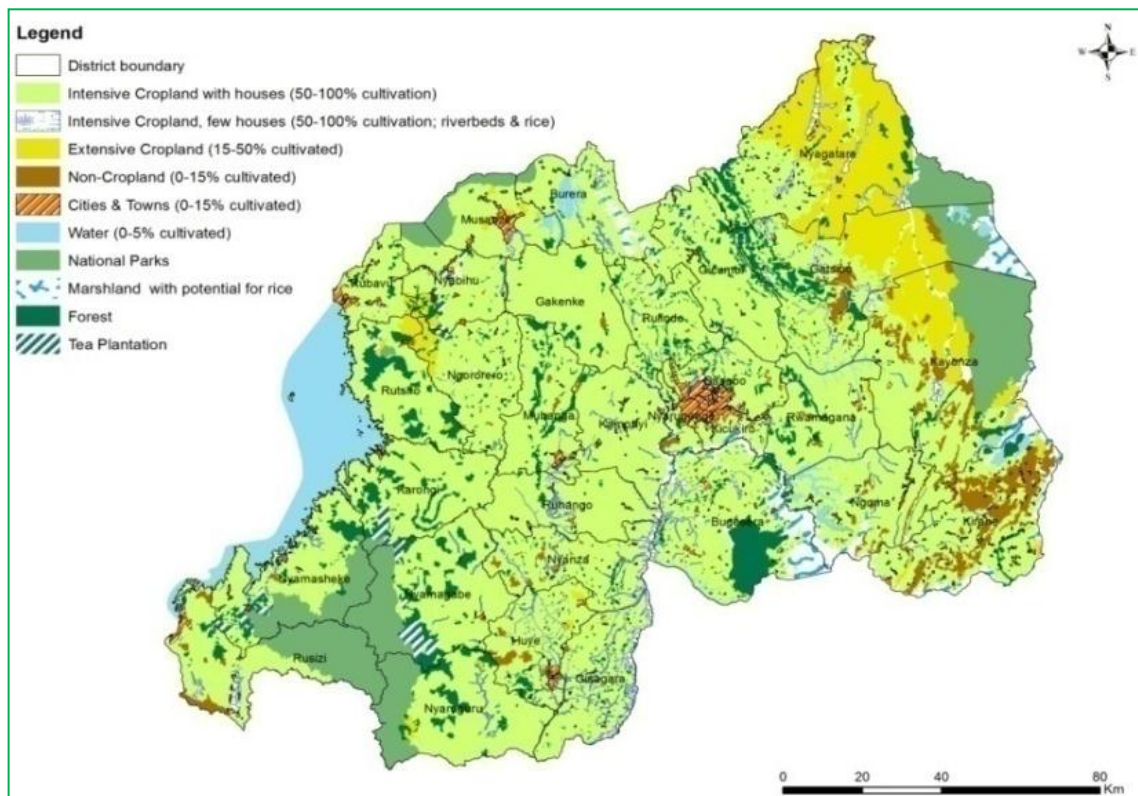 Legend
District boundary
Intensive Cropland with houses (50-100% cultivation)
Intensive Cropland, few houses (50-100% cultivation; riverbeds & rice)
Extensive Cropland (15-50% cultivated)
Non-Cropland (0-15% cultivated)
Cities & Towns (0-15% cultivated)
Water (0-5% cultivated)
National Parks
Marshland with potential for rice
Forest
Tea Plantation
N
W E
S
Nyagatare
Burera
Musanze
Gicumbi
Gatsibo
Rubavu
Nyabihu
Gakenke
Rulindo
Kayonza
Rutsiro
Ngororero
Gasabo
Muhanga
Kamonyi
Nyarugenge
Kicukiro
Rwamagana
Karongi
Ruhango
Bugesera
Ngoma
Kirehe
Nyanza
Nyamasheke
Nyamagabe
Huye
Rusizi
Gisagara
Nyaruguru
0 20 40 80
Km